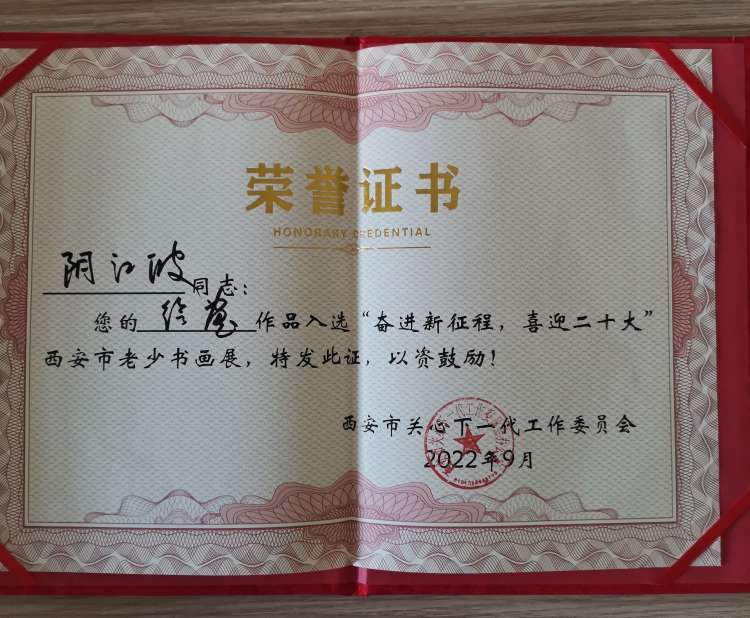 荣誉证书
HONORARY CREDENTIAL
阴江波 同志：
您的 绘画 作品入选“奋进新征程，喜迎二十大”
西安市老少书画展，特发此证，以资鼓励！
西安市关心下一代工作委员会
2022年9月